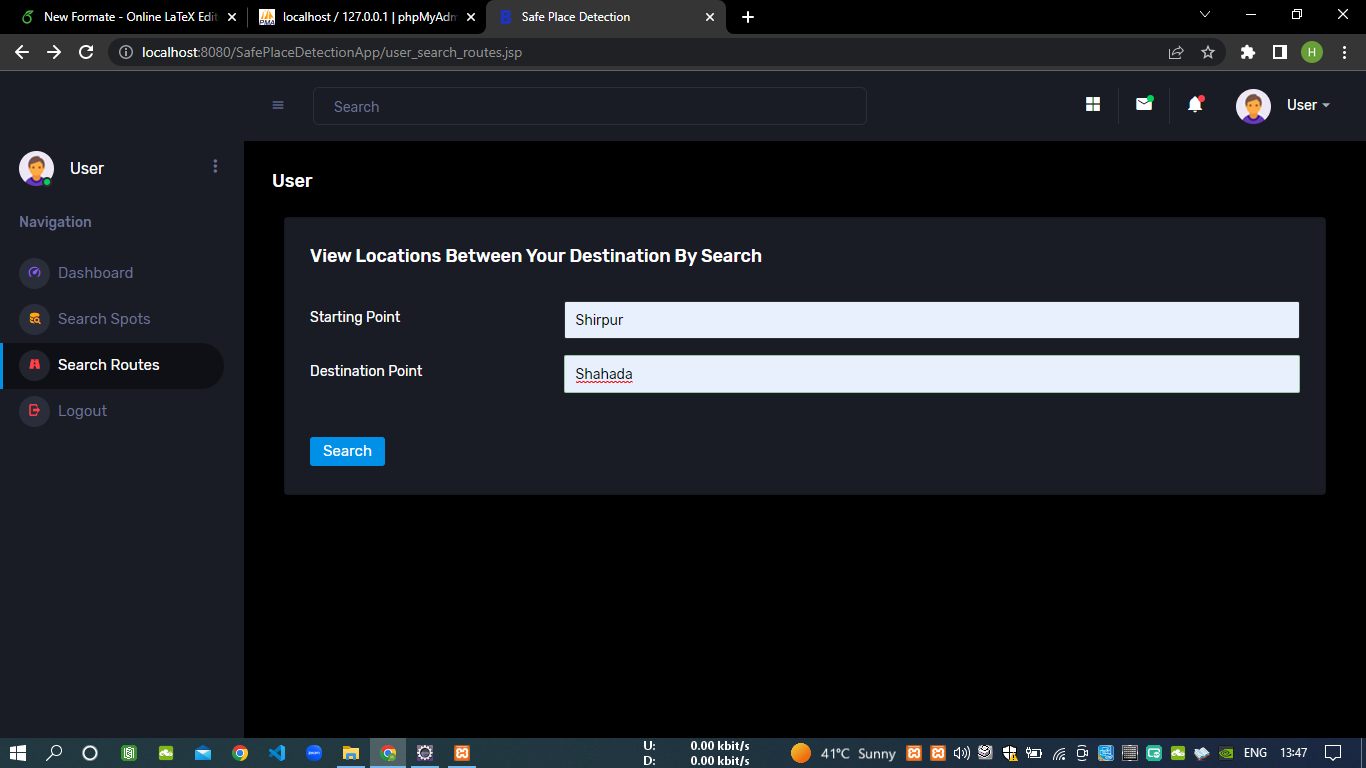 New Formate - Online LaTeX Edit
localhost / 127.0.0.1 | phpMyAdm
Safe Place Detection
localhost:8080/SafePlaceDetectionApp/user_search_routes.jsp
H
Search
User
User
Navigation
Dashboard
Search Spots
Search Routes
Logout
User
View Locations Between Your Destination By Search
Starting Point
Shirpur
Destination Point
Shahada
Search
U: 0.00 kbit/s
D: 0.00 kbit/s
41°C Sunny
ENG
13:47